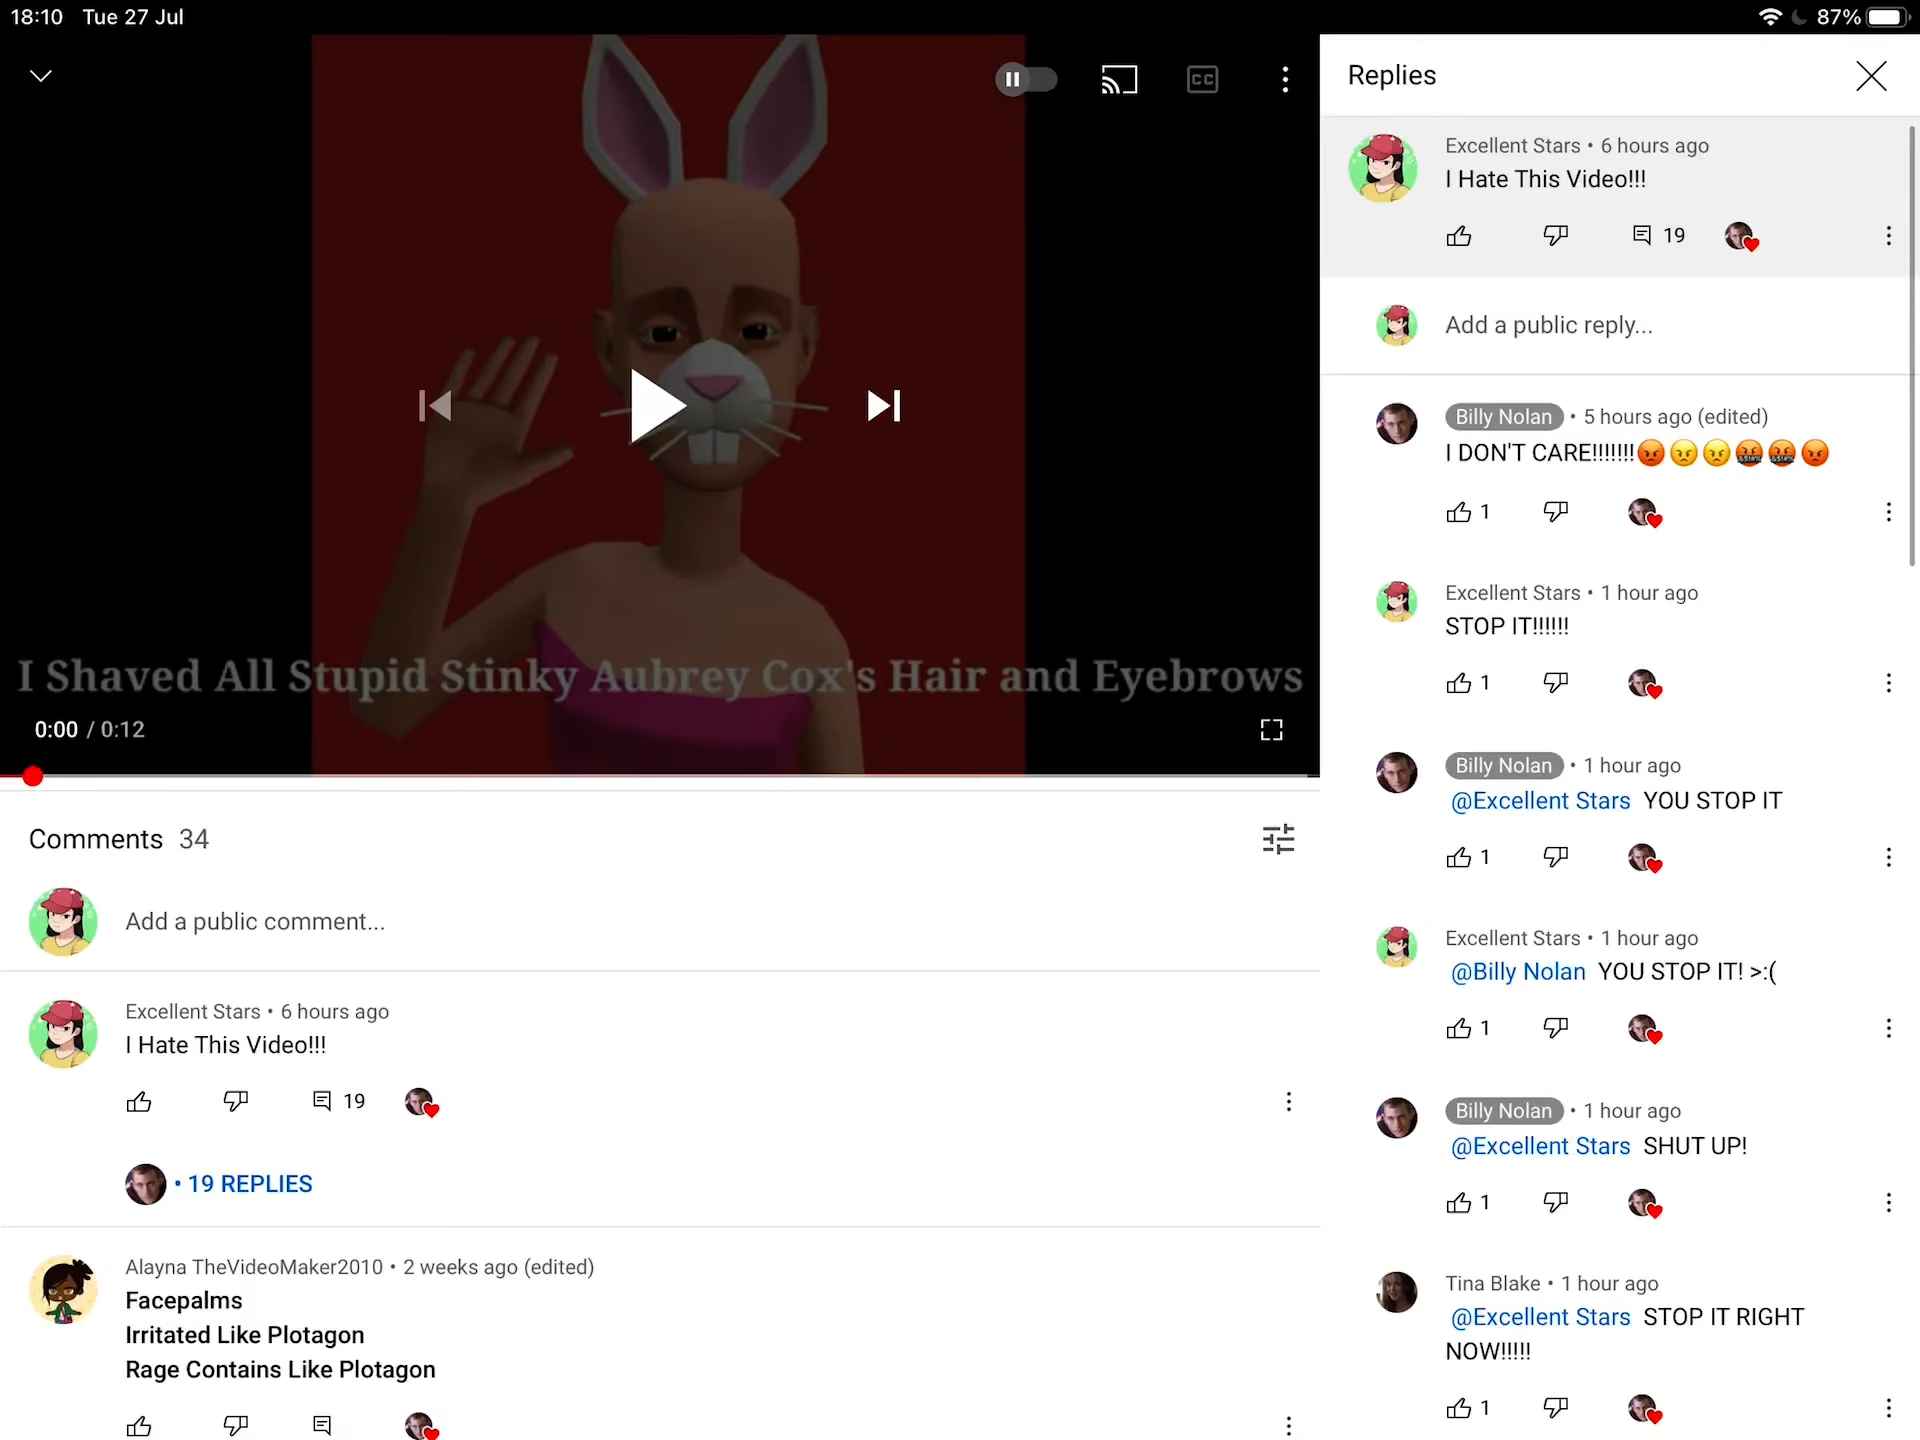 18:10 Tue 27 Jul
87%
CC
I Shaved All Stupid Stinky Aubrey Cox's Hair and Eyebrows
0:00 / 0:12
Comments 34
Add a public comment...
Excellent Stars • 6 hours ago
I Hate This Video!!!
19
• 19 REPLIES
Alayna TheVideoMaker2010 • 2 weeks ago (edited)
Facepalms
Irritated Like Plotagon
Rage Contains Like Plotagon
Replies
Excellent Stars • 6 hours ago
I Hate This Video!!!
19
Add a public reply...
Billy Nolan • 5 hours ago (edited)
I DON'T CARE!!!!!!!😡😠😠🤬🤬😡
1
Excellent Stars • 1 hour ago
STOP IT!!!!!!
1
Billy Nolan • 1 hour ago
@Excellent Stars YOU STOP IT
1
Excellent Stars • 1 hour ago
@Billy Nolan YOU STOP IT! >:(
1
Billy Nolan • 1 hour ago
@Excellent Stars SHUT UP!
1
Tina Blake • 1 hour ago
@Excellent Stars STOP IT RIGHT
NOW!!!!!
1